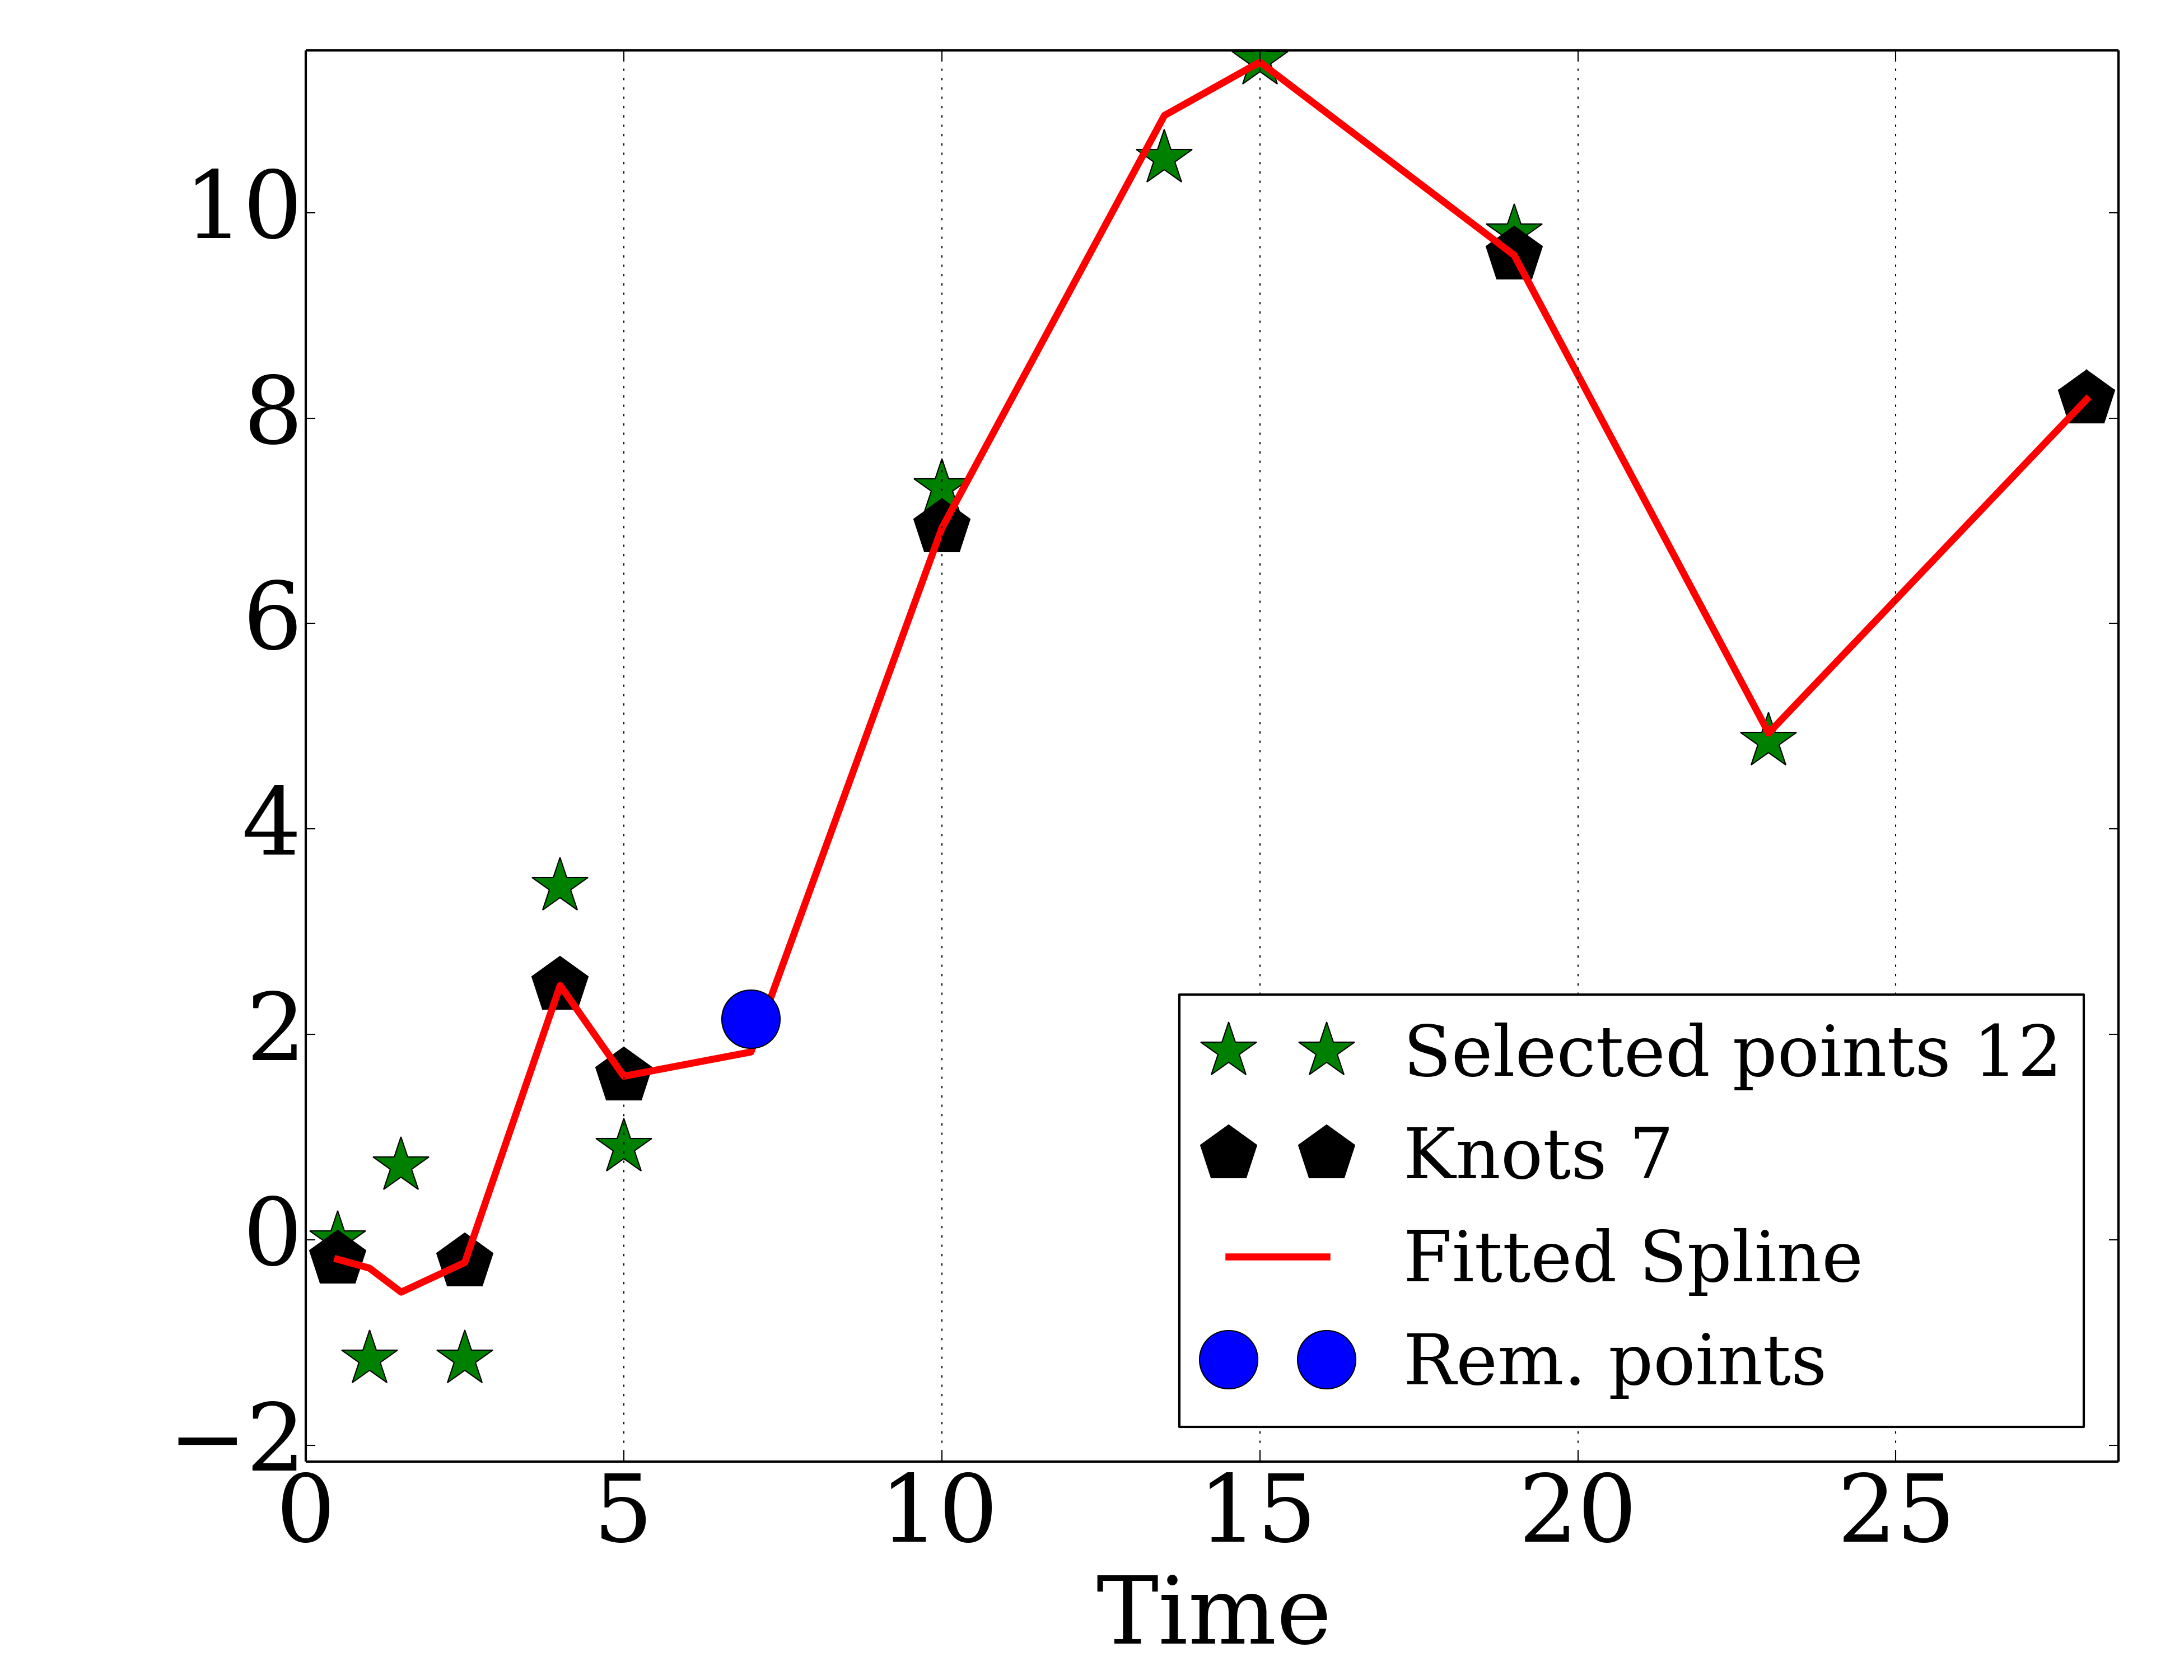 10
8
6
4
2
0
−2
0 5 10 15 20 25
Time
Selected points 12
Knots 7
Fitted Spline
Rem. points